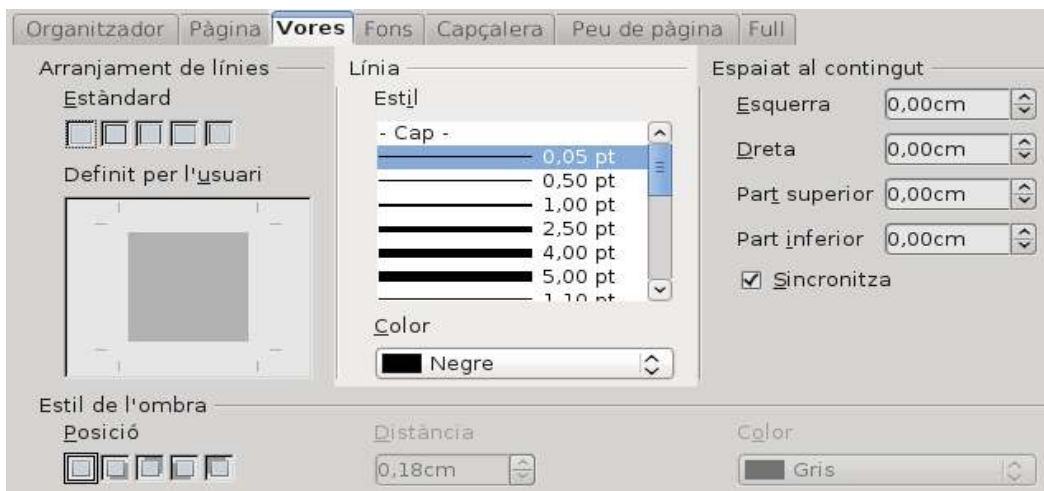 Organitzador Pàgina Vores Fons Capçalera Peu de pàgina Full
Arranjament de línies
Estàndard
Definit per l'usuari
Línia
Estil
- Cap -
0,05 pt
0,50 pt
1,00 pt
2,50 pt
4,00 pt
5,00 pt
1,10 pt
Color
Negre
Espaiat al contingut
Esquerra 0,00cm
Dreta 0,00cm
Part superior 0,00cm
Part inferior 0,00cm
Sincronitza
Estil de l'ombra
Posició
Distància
0,18cm
Color
Gris